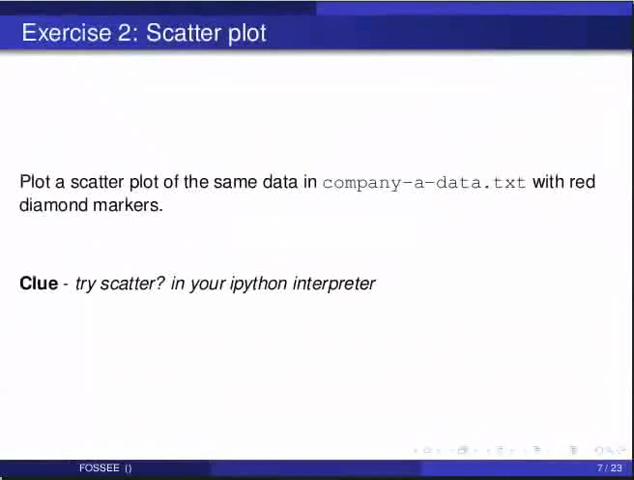 Exercise 2: Scatter plot
Plot a scatter plot of the same data in company-a-data.txt with red
diamond markers.
Clue - try scatter? in your ipython interpreter
FOSSEE () 7 / 23